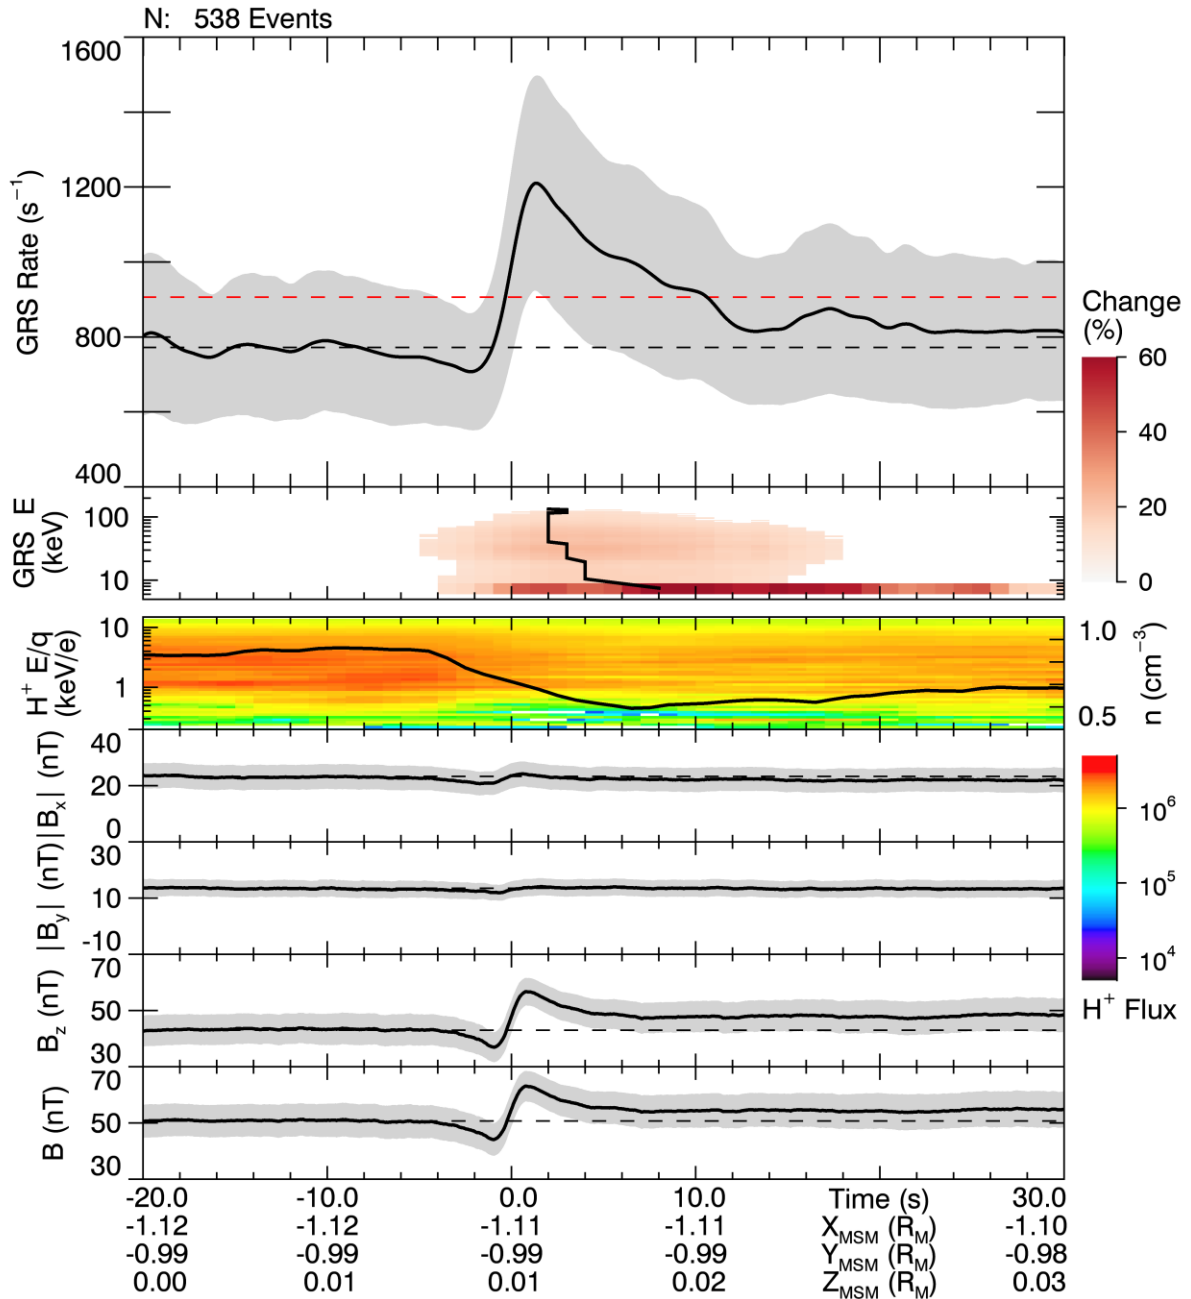 N: 538 Events
1600
1200
800
400
GRS Rate (s⁻¹)
Change
(%)
60
40
20
0
100
10
GRS E
(keV)
10
1
H⁺ E/q
(keV/e)
1.0
0.5
n (cm⁻³)
40
20
0
|Bₓ| (nT)
30
10
-10
|B_y| (nT)
70
50
30
B_z (nT)
70
50
30
B (nT)
10⁶
10⁵
10⁴
H⁺ Flux
-20.0 -10.0 0.0 10.0 Time (s) 30.0
-1.12 -1.12 -1.11 -1.11 X_MSM (R_M) -1.10
-0.99 -0.99 -0.99 -0.99 Y_MSM (R_M) -0.98
0.00 0.01 0.01 0.02 Z_MSM (R_M) 0.03